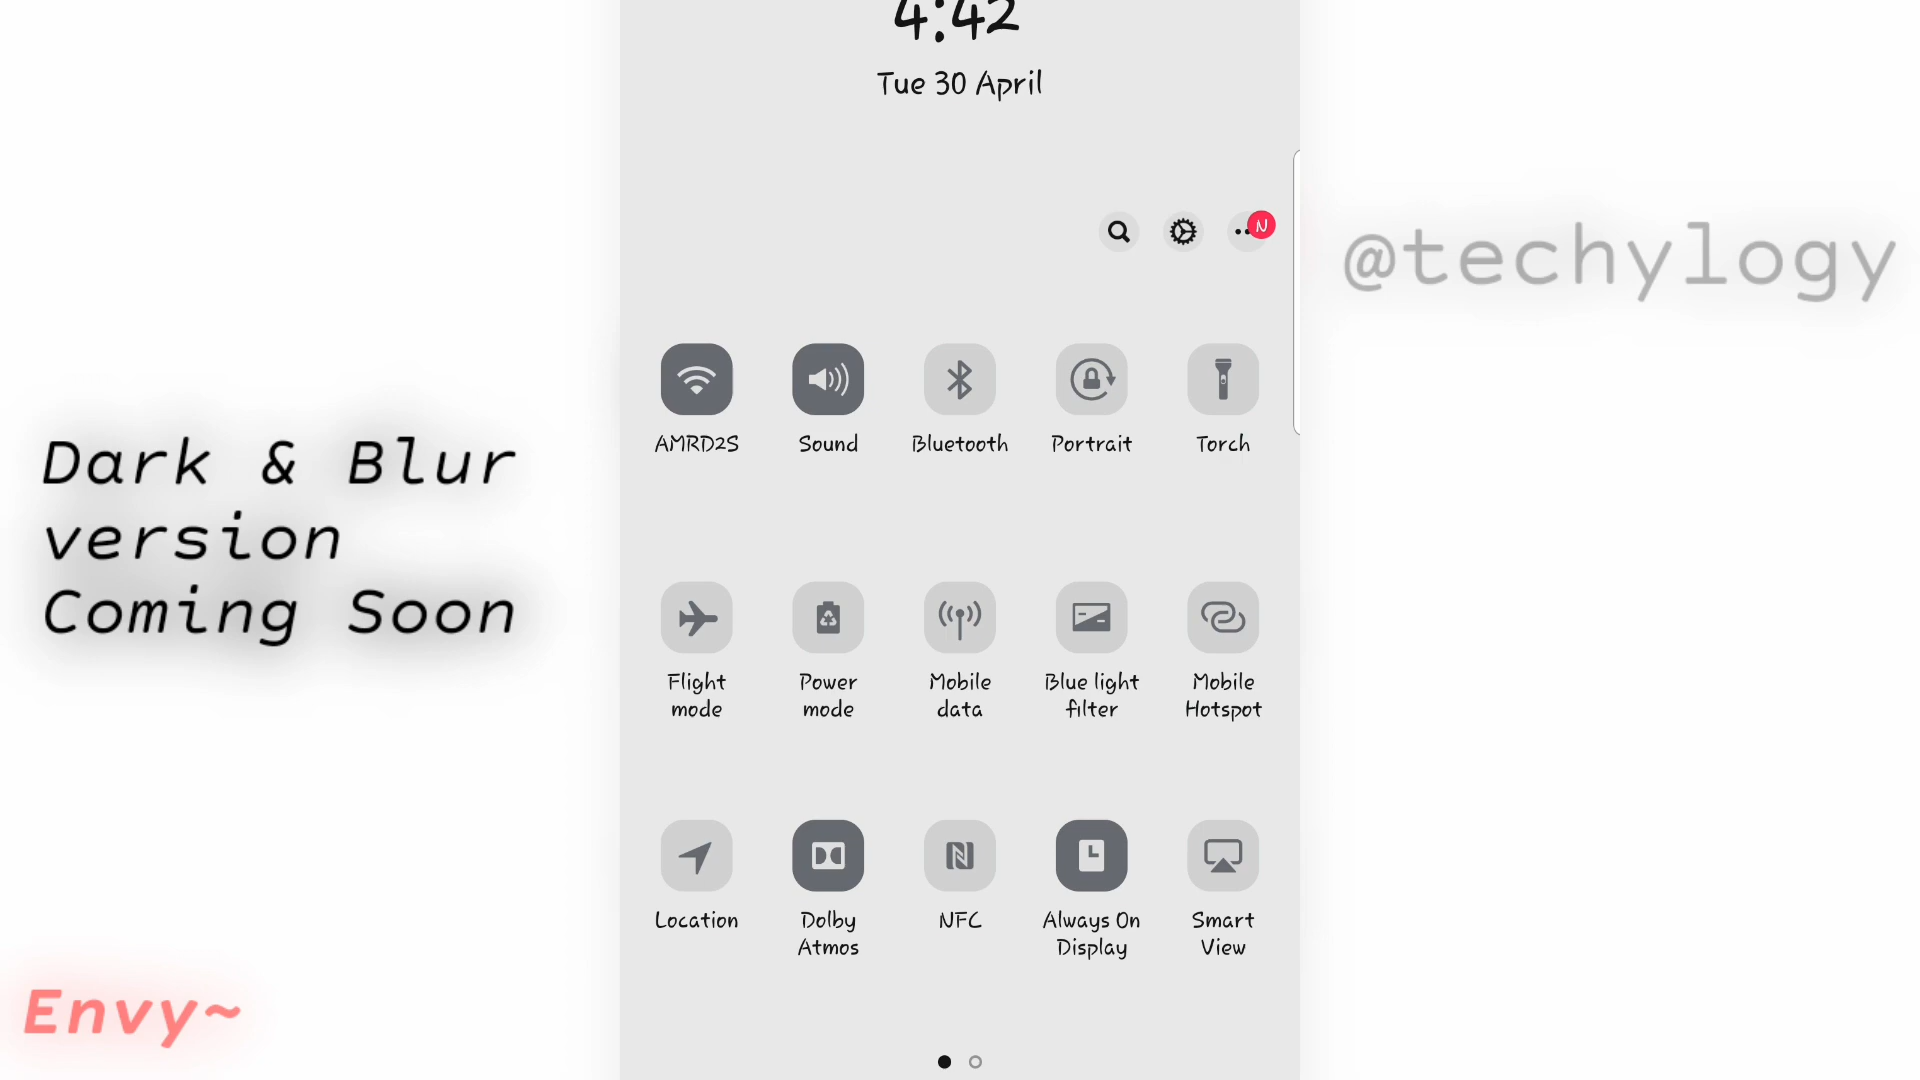 4:42
Tue 30 April
N
@techylogy
AMRD2S Sound Bluetooth Portrait Torch
Dark & Blur
version
Coming Soon
Flight Power Mobile Blue light Mobile
mode mode data filter Hotspot
Location Dolby NFC Always On Smart
Atmos Display View
Envy~